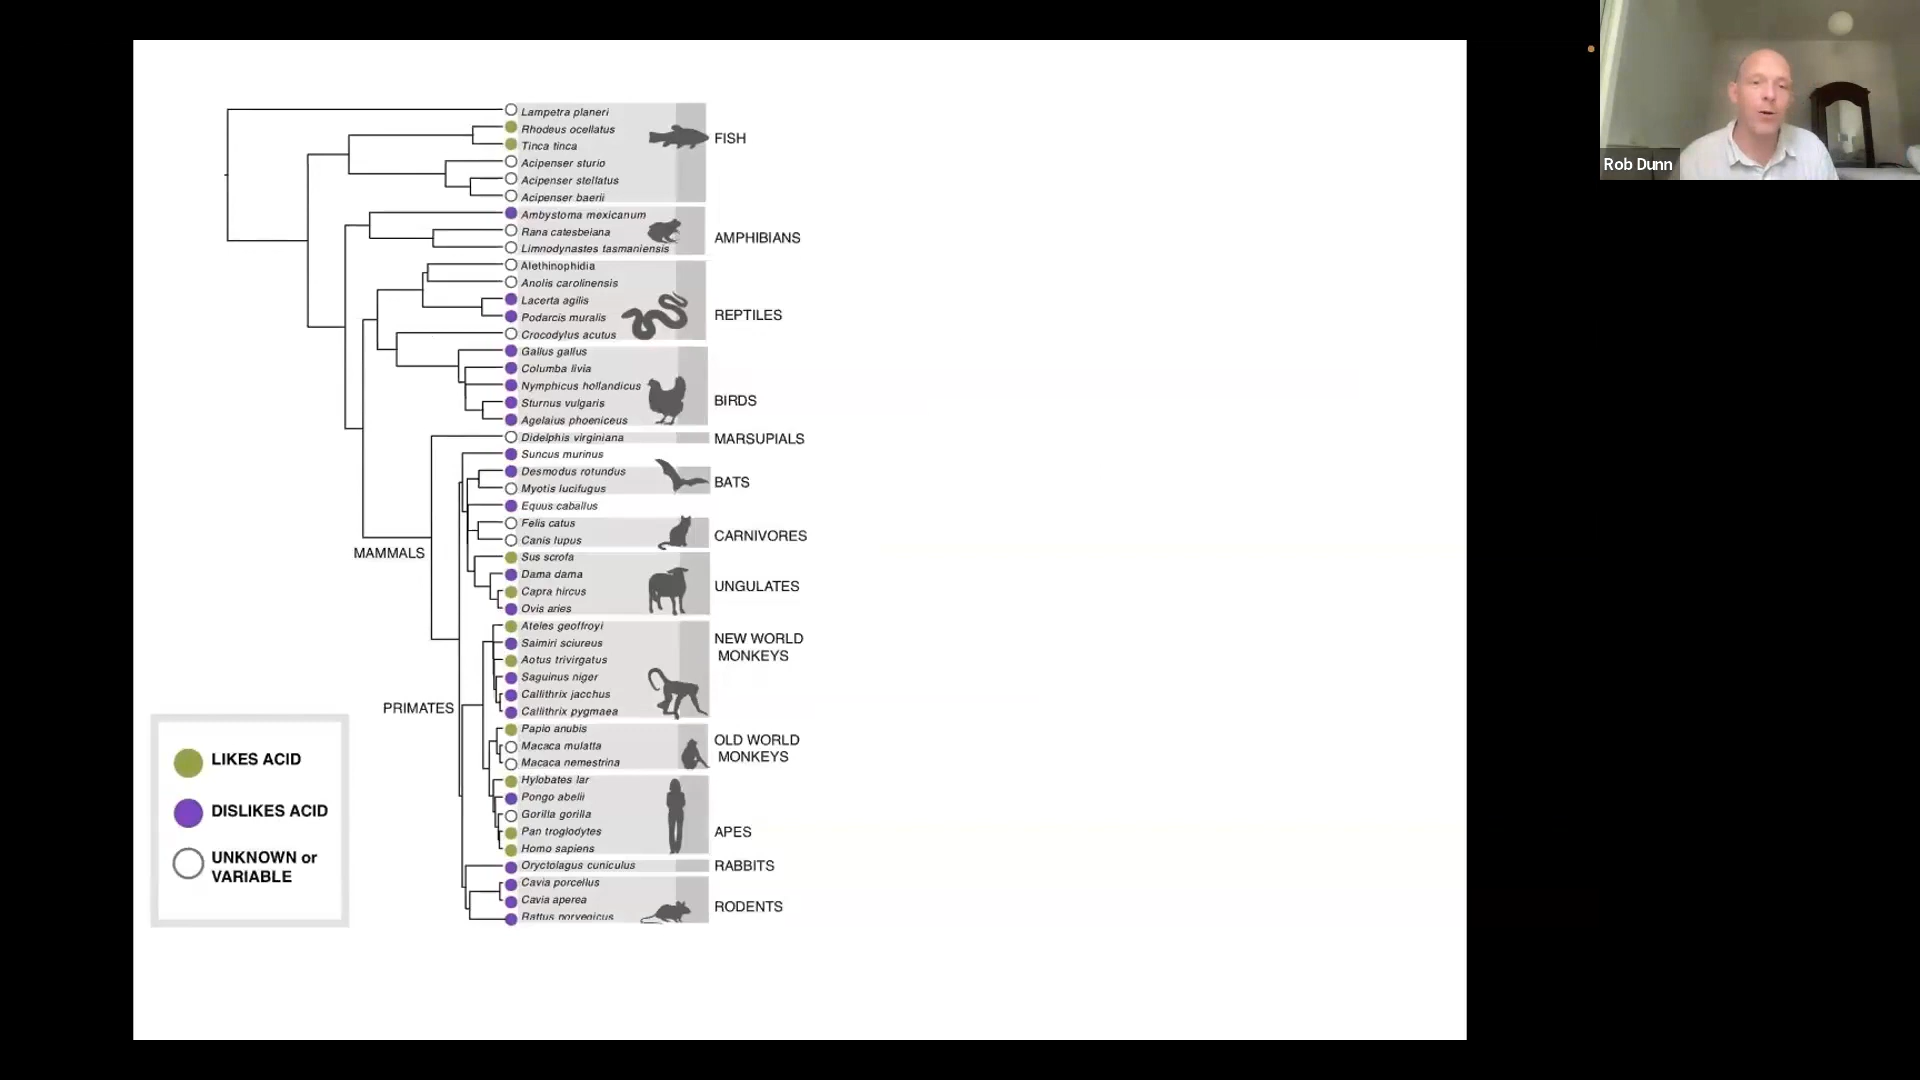 Rob Dunn
Lampetra planeri
Rhodeus ocellatus
Tinca tinca
Acipenser sturio
Acipenser stellatus
Acipenser baerii
FISH
Ambystoma mexicanum
Rana catesbeiana
Limnodynastes tasmaniensis
AMPHIBIANS
Alethinophidia
Anolis carolinensis
Lacerta agilis
Podarcis muralis
Crocodylus acutus
REPTILES
Gallus gallus
Columba livia
Nymphicus hollandicus
Sturnus vulgaris
Agelaius phoeniceus
BIRDS
Didelphis virginiana
MARSUPIALS
Suncus murinus
Desmodus rotundus
Myotis lucifugus
BATS
Equus caballus
Felis catus
Canis lupus
CARNIVORES
MAMMALS
Sus scrofa
Dama dama
Capra hircus
Ovis aries
UNGULATES
Ateles geoffroyi
Saimiri sciureus
Aotus trivirgatus
Saguinus niger
Callithrix jacchus
Callithrix pygmaea
NEW WORLD
MONKEYS
PRIMATES
Papio anubis
Macaca mulatta
Macaca nemestrina
OLD WORLD
MONKEYS
Hylobates lar
Pongo abelii
Gorilla gorilla
Pan troglodytes
Homo sapiens
APES
Oryctolagus cuniculus
RABBITS
Cavia porcellus
Cavia aperea
Rattus norvegicus
RODENTS
LIKES ACID
DISLIKES ACID
UNKNOWN or
VARIABLE